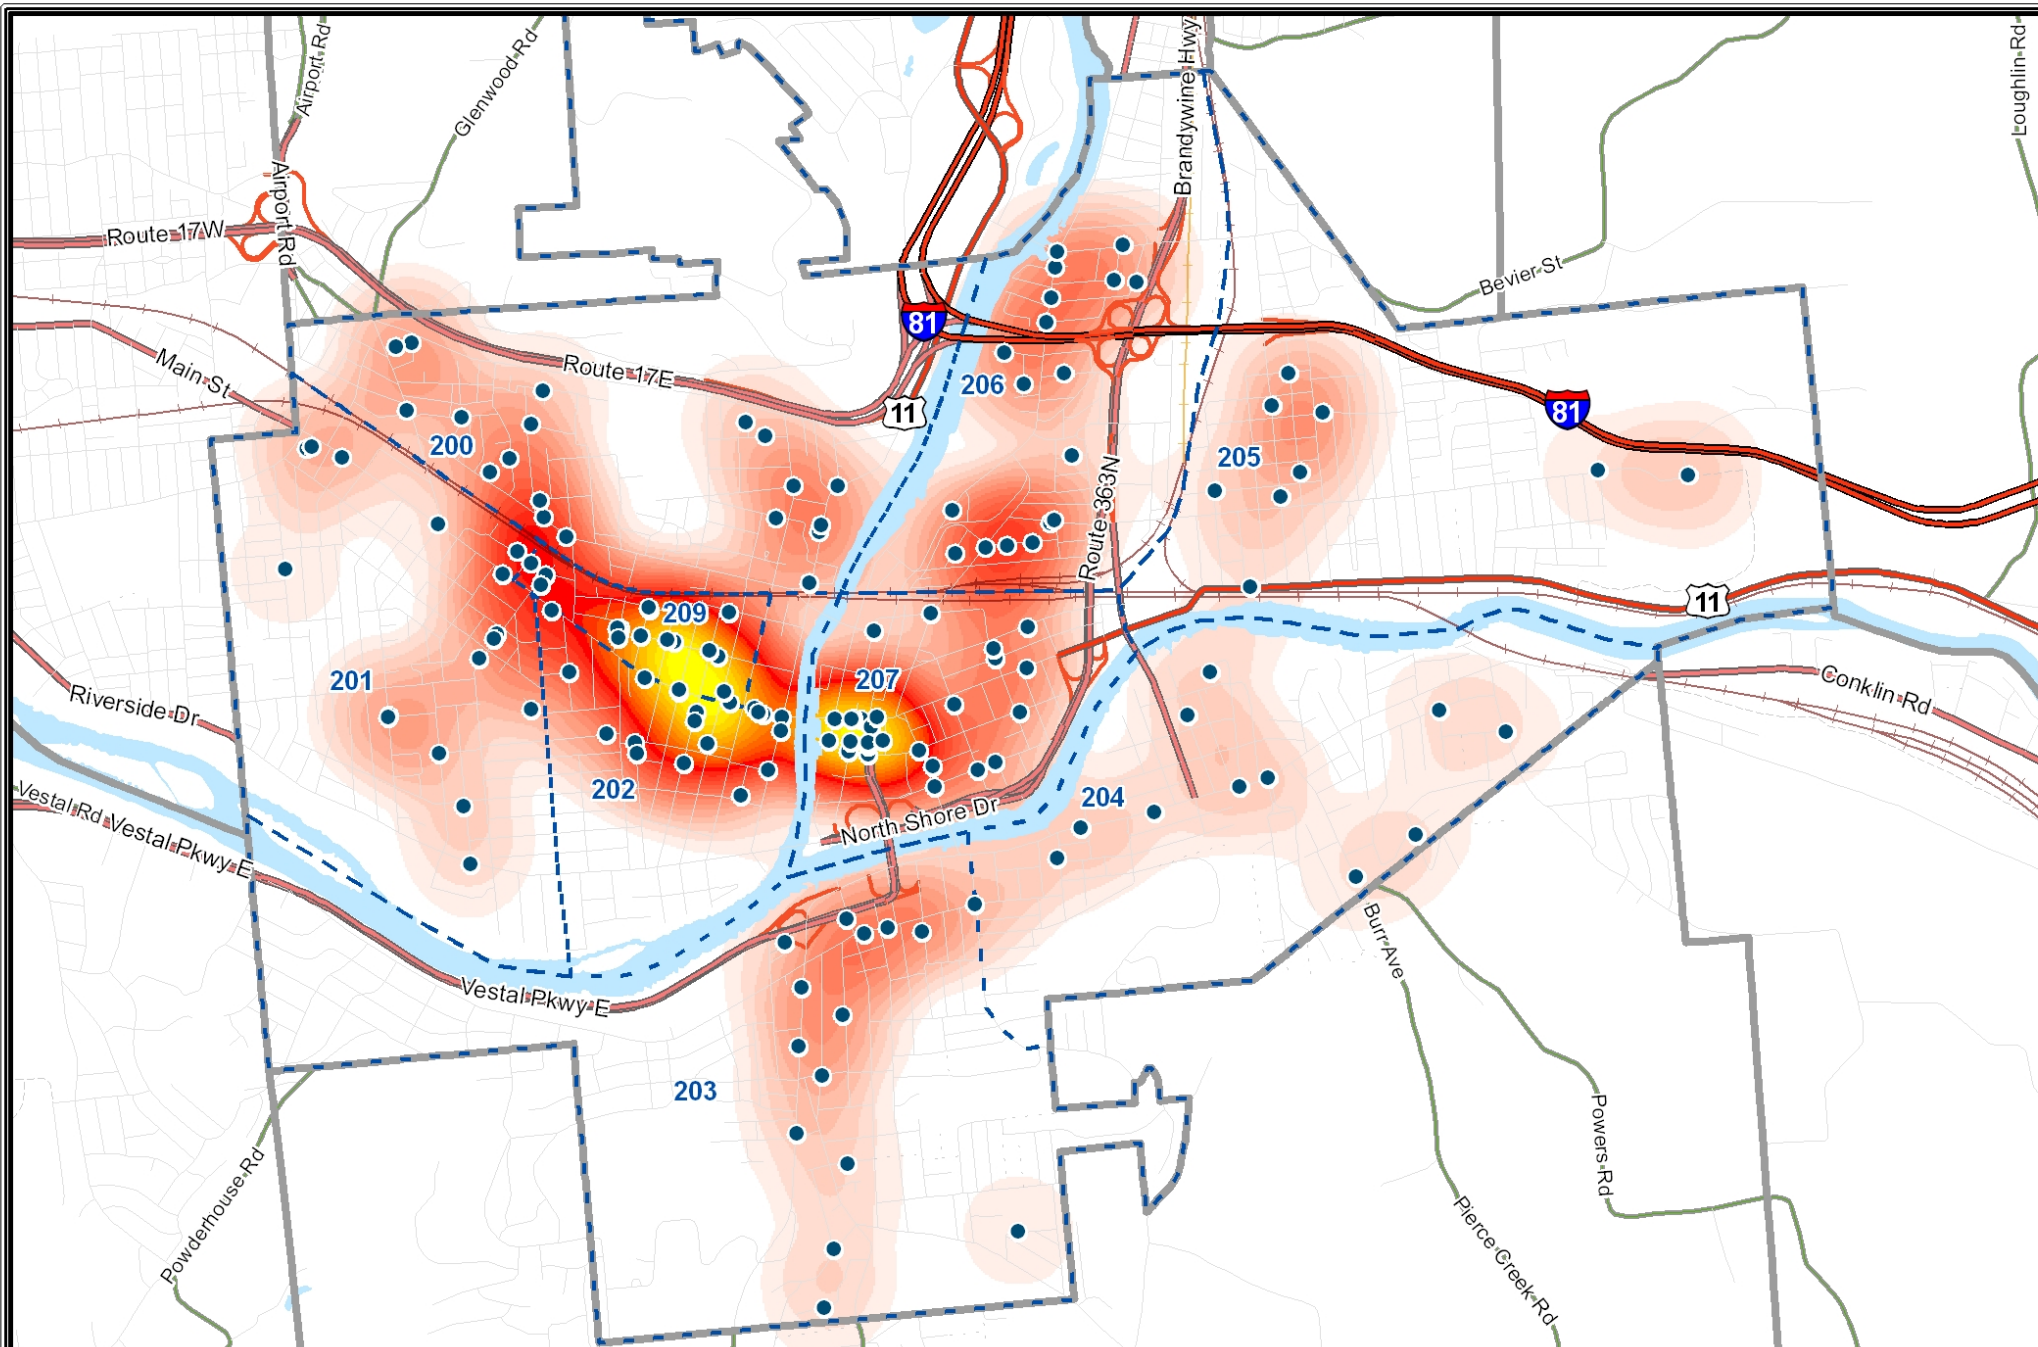 Airport Rd
Glenwood Rd
Brandywine Hwy
Loughlin Rd
Airport Rd
Route 17W
Bevier St
81
Main St
Route 17E
206
81
11
200
205
Route 363N
11
209
201
207
Riverside Dr
Conklin Rd
202
204
Vestal Rd
Vestal Pkwy E
North Shore Dr
Burr Ave
Vestal Pkwy E
203
Powers Rd
Powderhouse Rd
Pierce Creek Rd